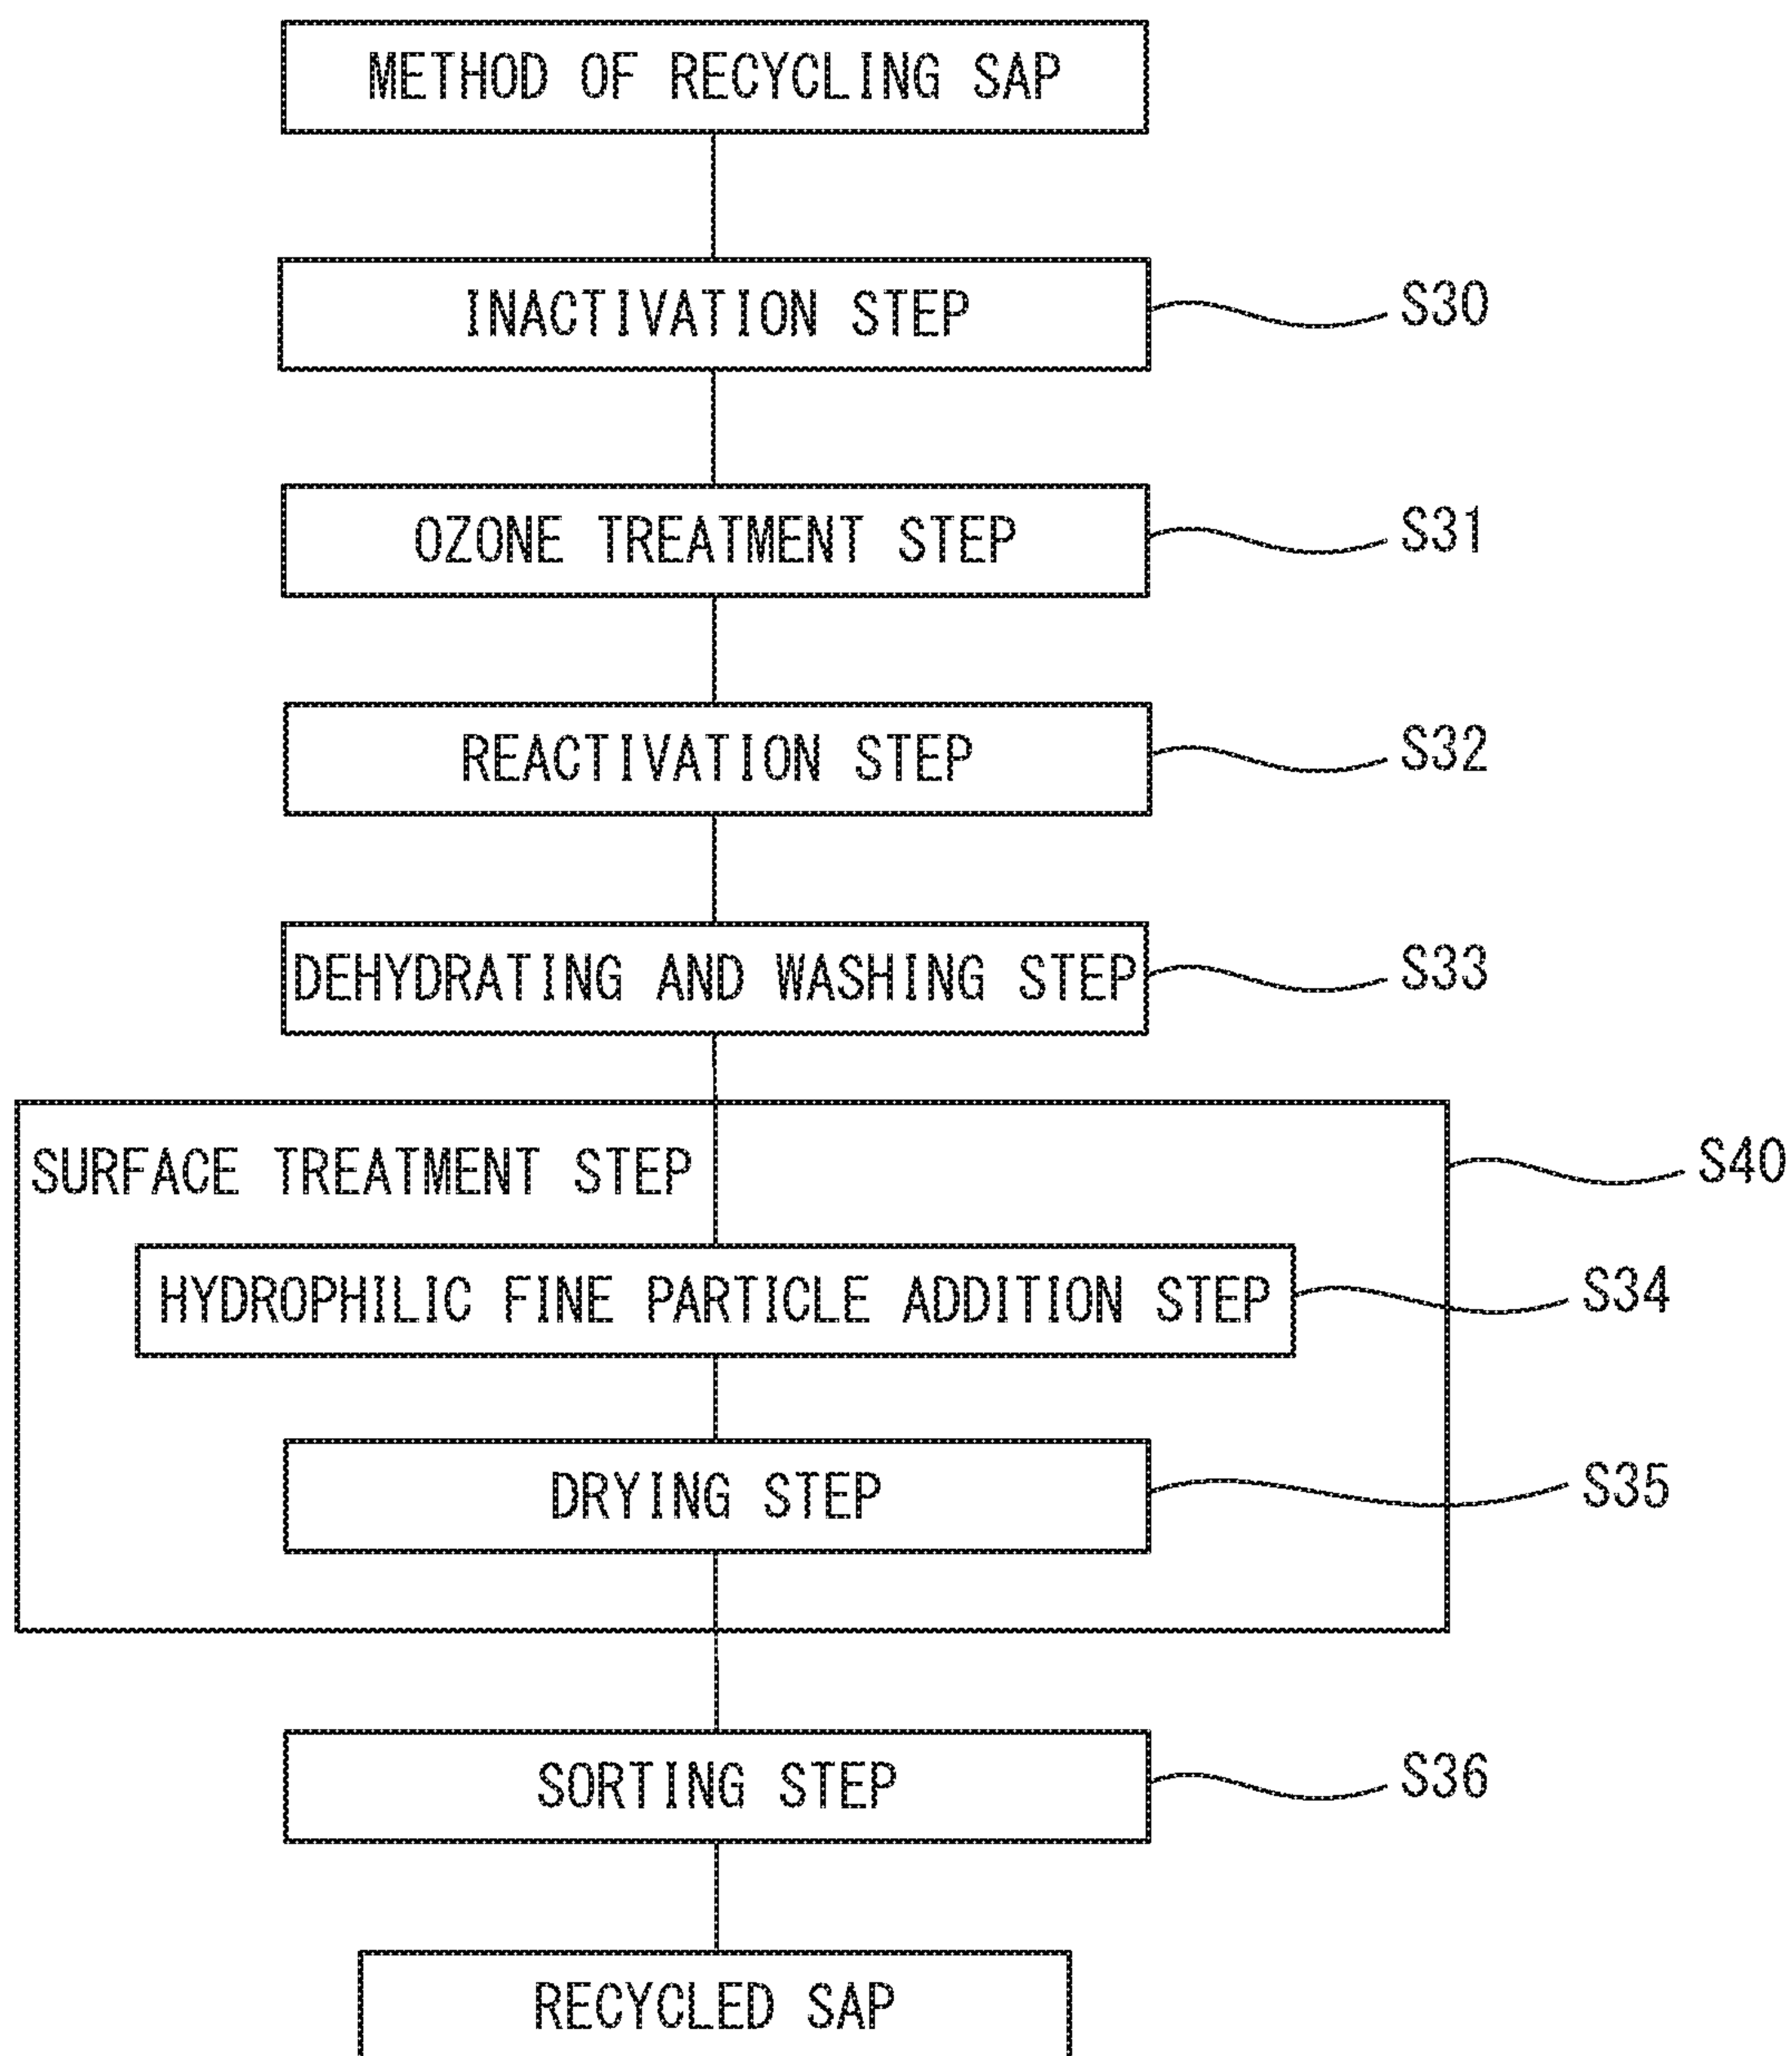 METHOD OF RECYCLING SAP
INACTIVATION STEP
S30
OZONE TREATMENT STEP
S31
REACTIVATION STEP
S32
DEHYDRATING AND WASHING STEP
S33
SURFACE TREATMENT STEP
S40
HYDROPHILIC FINE PARTICLE ADDITION STEP
S34
DRYING STEP
S35
SORTING STEP
S36
RECYCLED SAP